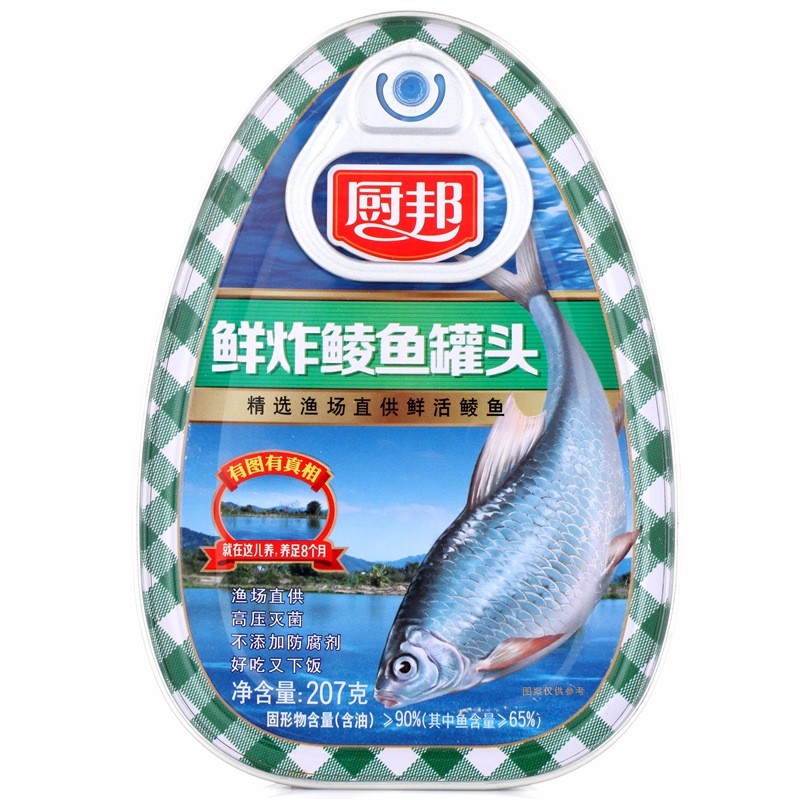 厨邦
鲜炸鲮鱼罐头
精选渔场直供鲜活鲮鱼
有图有真相
就在这儿养,养足8个月
渔场直供
高压灭菌
不添加防腐剂
好吃又下饭
净含量:207克
图案仅供参考
固形物含量(含油)≥90%(其中鱼含量≥65%)